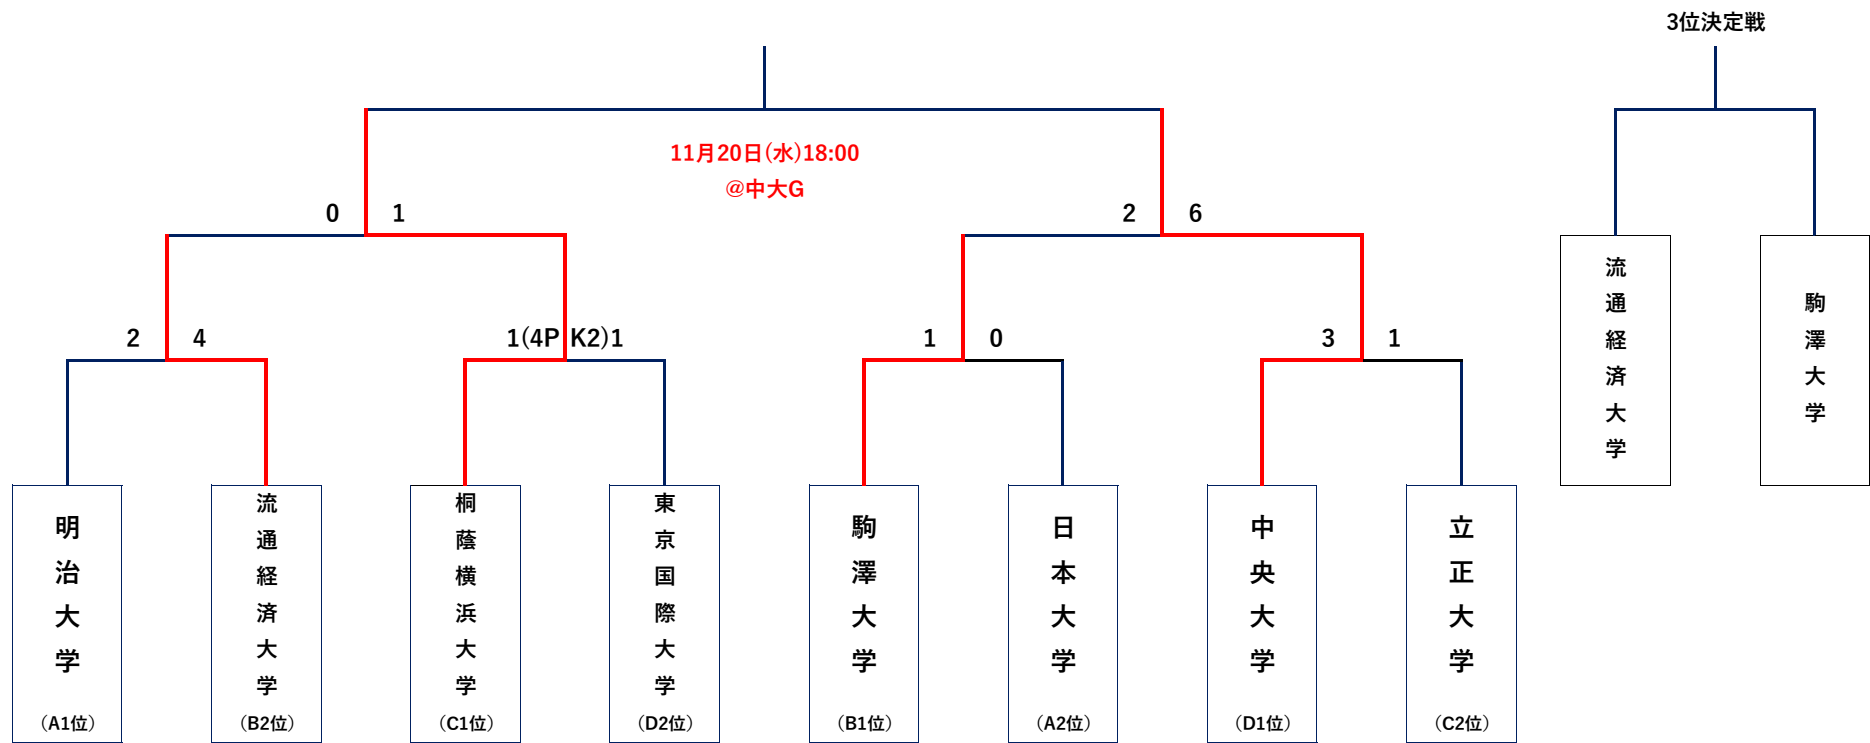 3位決定戦
11月20日(水)18:00
@中大G
0 1
2 6
2 4
1(4PK2)1
1 0
3 1
流通経済大学
駒澤大学
明治大学
(A1位)
流通経済大学
(B2位)
桐蔭横浜大学
(C1位)
東京国際大学
(D2位)
駒澤大学
(B1位)
日本大学
(A2位)
中央大学
(D1位)
立正大学
(C2位)